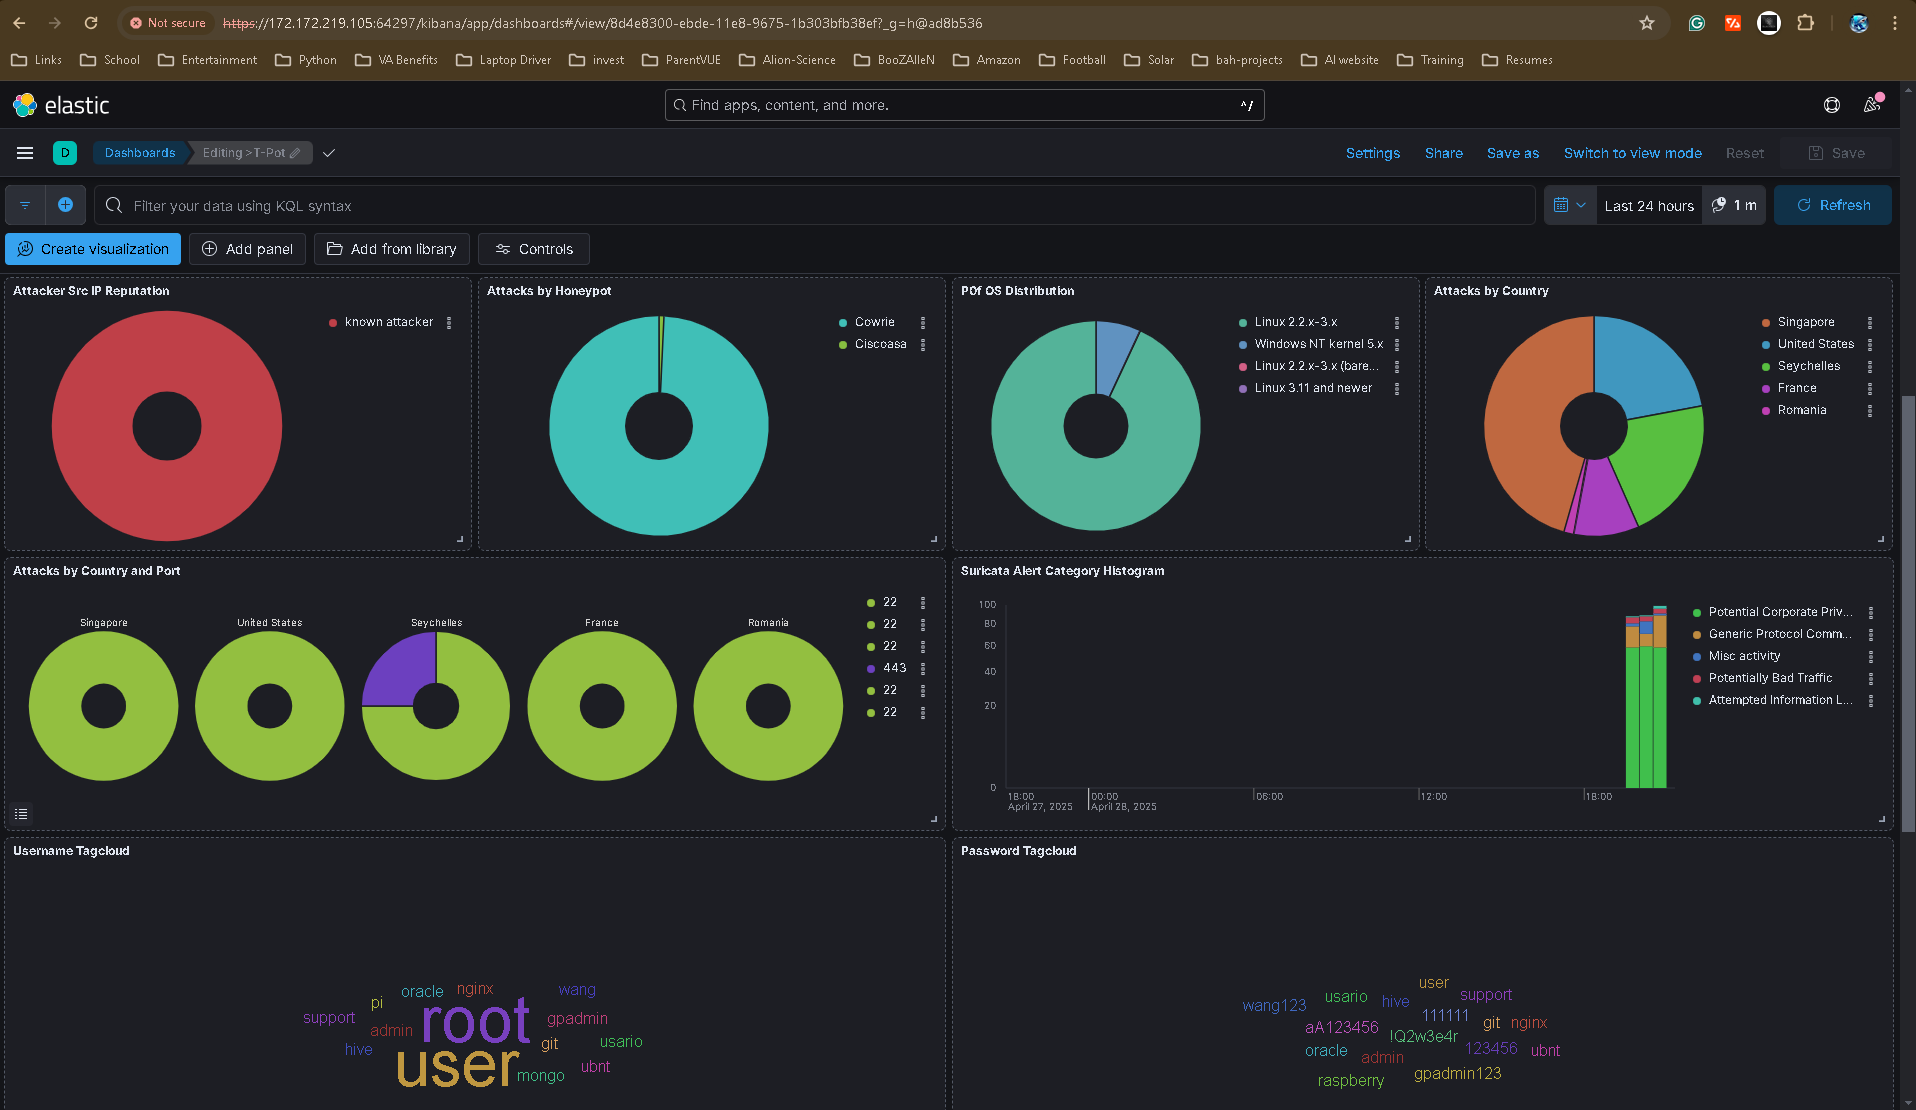 Not secure https://172.172.219.105:64297/kibana/app/dashboards#/view/8d4e8300-ebde-11e8-9675-1b303bfb38ef?_g=h@ad8b536
Links School Entertainment Python VA Benefits Laptop Driver invest ParentVUE Alion-Science BooZAlleN Amazon Football Solar bah-projects AI website Training Resumes
elastic Find apps, content, and more. ^/
D Dashboards Editing >T-Pot Settings Share Save as Switch to view mode Reset Save
Filter your data using KQL syntax Last 24 hours 1 m Refresh
Create visualization Add panel Add from library Controls
Attacker Src IP Reputation
known attacker
Attacks by Honeypot
Cowrie
Ciscoasa
P0f OS Distribution
Linux 2.2.x-3.x
Windows NT kernel 5.x
Linux 2.2.x-3.x (bare...
Linux 3.11 and newer
Attacks by Country
Singapore
United States
Seychelles
France
Romania
Attacks by Country and Port
Singapore United States Seychelles France Romania
22
22
22
443
22
22
Suricata Alert Category Histogram
100
80
60
40
20
0
18:00 00:00 06:00 12:00 18:00
April 27, 2025 April 28, 2025
Potential Corporate Priv...
Generic Protocol Comm...
Misc activity
Potentially Bad Traffic
Attempted Information L...
Username Tagcloud
oracle nginx wang
pi
support root gpadmin
admin
hive git usario
user mongo ubnt
Password Tagcloud
user
wang123 usario hive support
111111
aA123456 !Q2w3e4r git nginx
oracle admin 123456 ubnt
raspberry gpadmin123